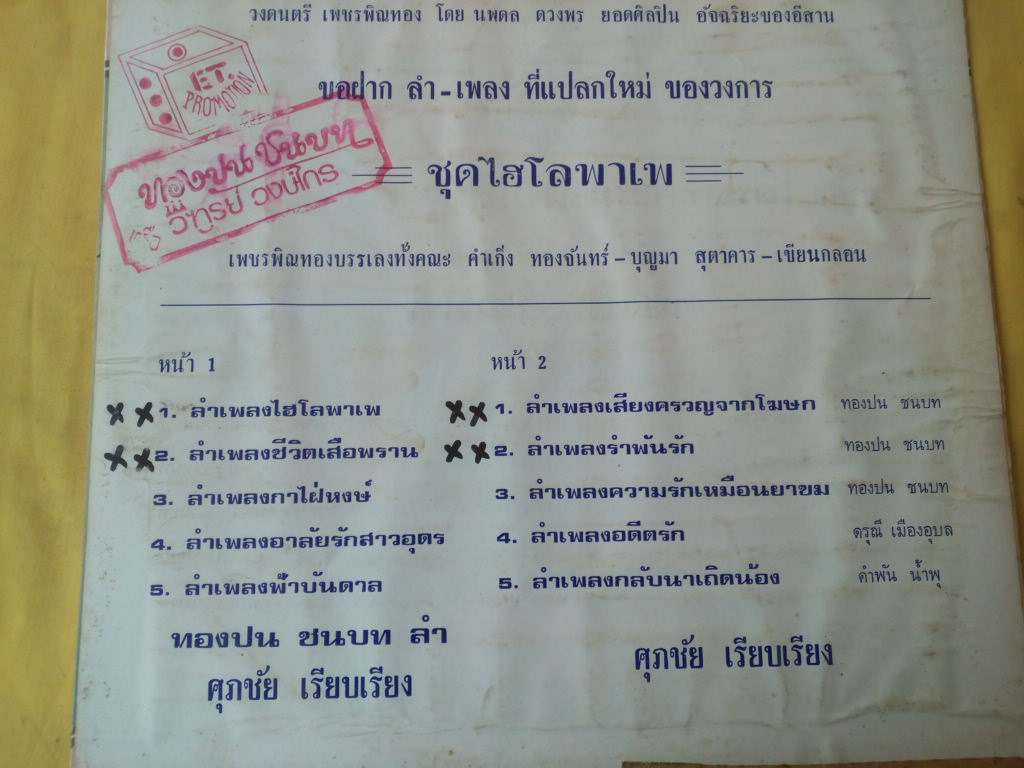 วงดนตรี เพชรพิณทอง โดย นพดล ดวงพร ยอดศิลปิน อัจฉริยะของอีสาน
ET.
PROMOTION
ขอฝาก ลำ - เพลง ที่แปลกใหม่ ของวงการ
ทองปน ชนบท
วิฑูรย์ วงษ์ไกร
ชุดไฮโลพาเพ
เพชรพิณทองบรรเลงทั้งคณะ คำเกิ่ง ทองจันทร์ - บุญมา สุตาคาร - เขียนกลอน
หน้า 1
xx 1. ลำเพลงไฮโลพาเพ
xx 2. ลำเพลงชีวิตเสือพราน
3. ลำเพลงกาไฝ่หงษ์
4. ลำเพลงอาลัยรักสาวอุดร
5. ลำเพลงฟ้าบันดาล
ทองปน ชนบท ลำ
ศุภชัย เรียบเรียง
หน้า 2
xx 1. ลำเพลงเสียงครวญจากโฆษก ทองปน ชนบท
xx 2. ลำเพลงรำพันรัก ทองปน ชนบท
3. ลำเพลงความรักเหมือนยาขม ทองปน ชนบท
4. ลำเพลงอดีตรัก ดรุณี เมืองอุบล
5. ลำเพลงกลับนาเถิดน้อง คำพัน น้ำพุ
ศุภชัย เรียบเรียง